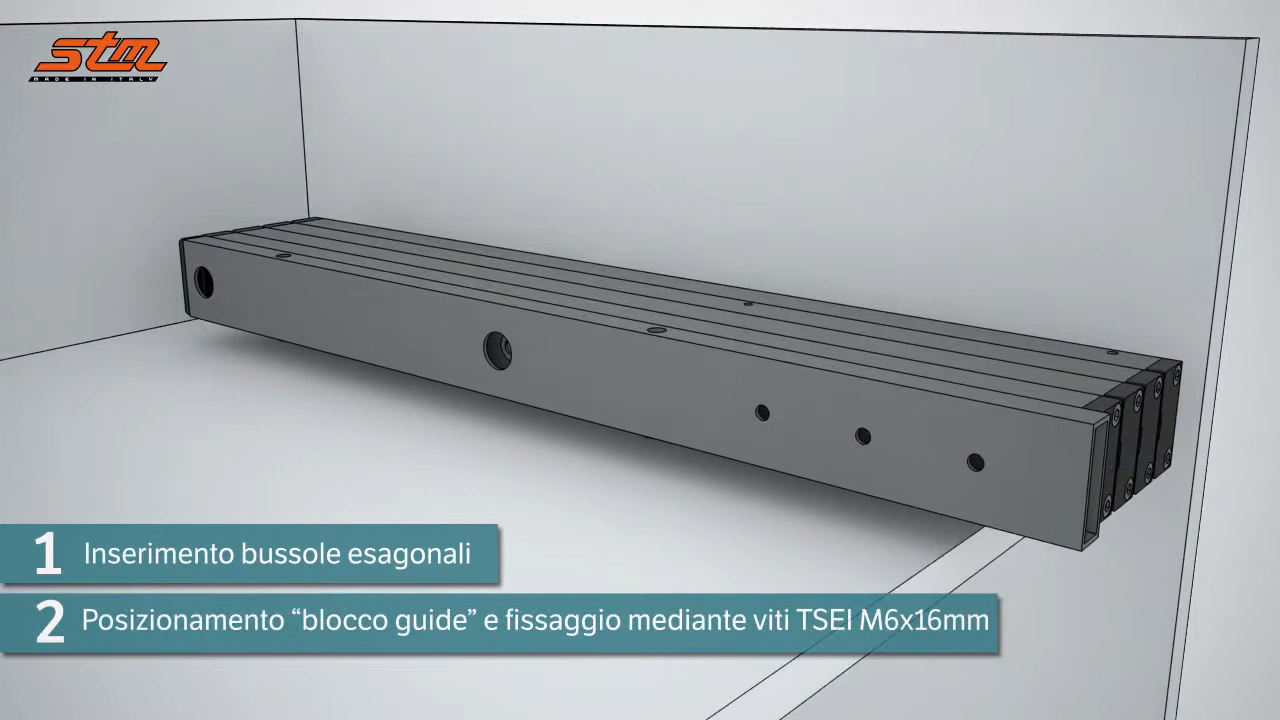 stm
MADE IN ITALY
1 Inserimento bussole esagonali
2 Posizionamento “blocco guide” e fissaggio mediante viti TSEI M6x16mm